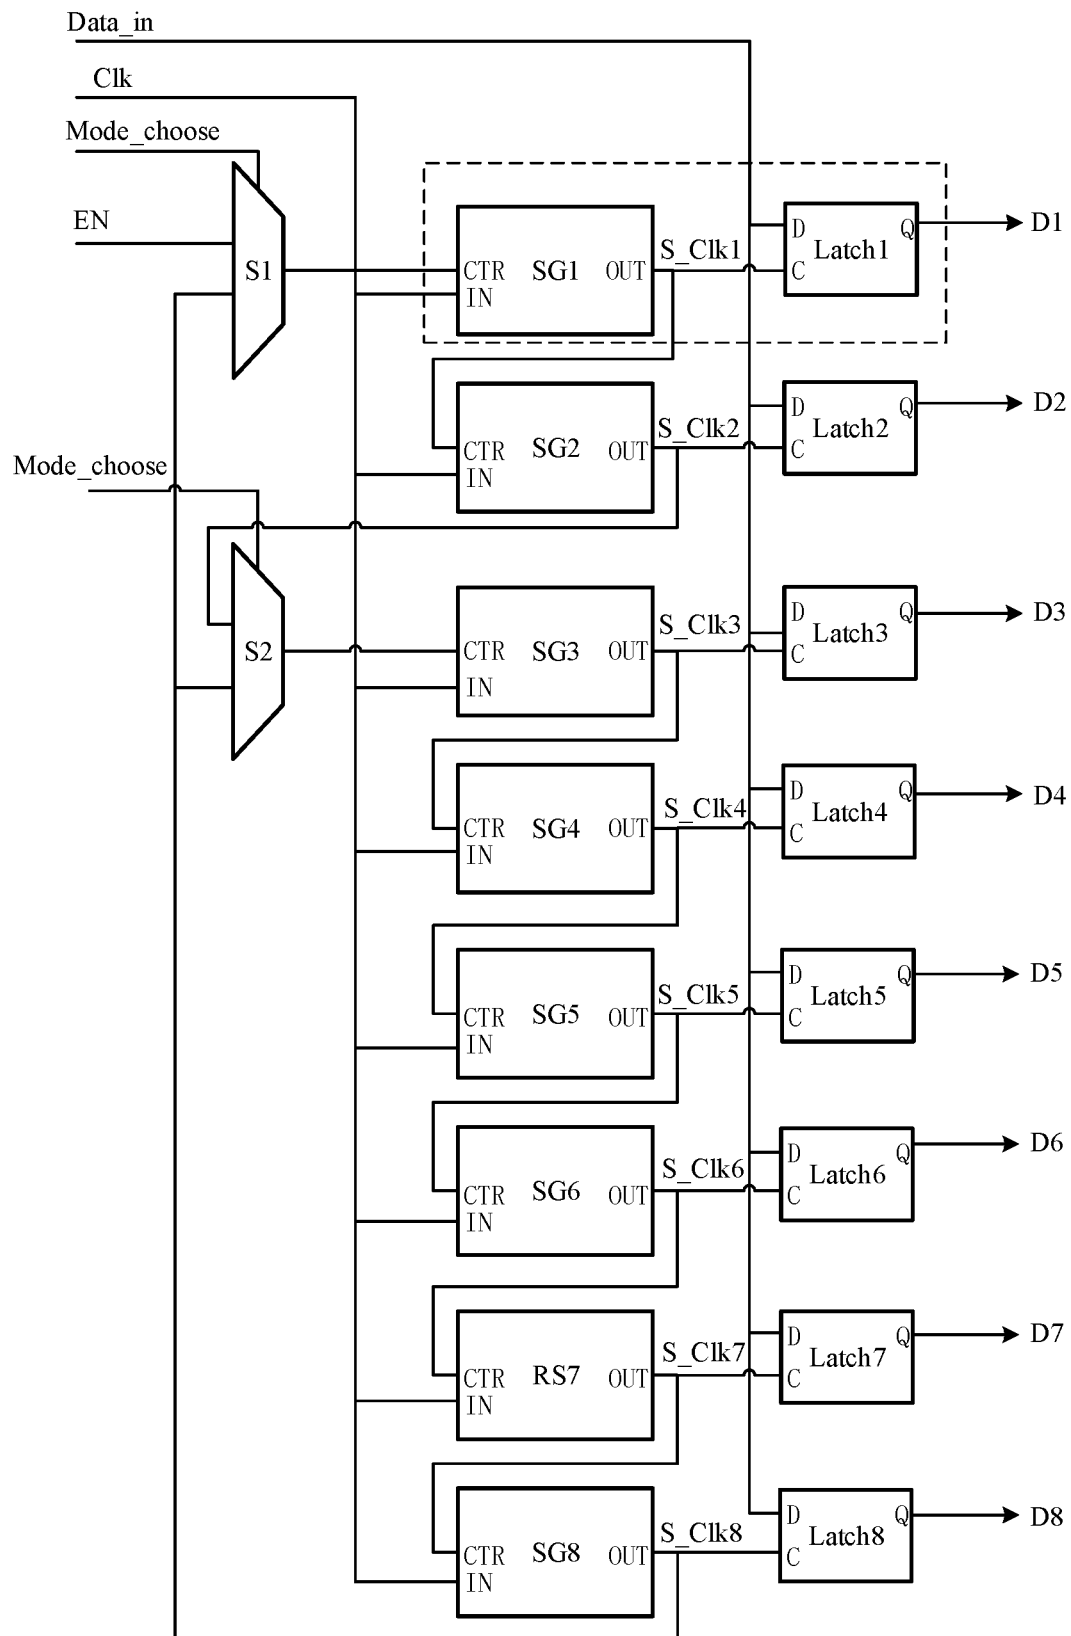 Data_in
Clk
Mode_choose
EN
S1
CTR
IN
SG1
OUT
S_Clk1
D
C
Latch1
Q
D1
CTR
IN
SG2
OUT
S_Clk2
D
C
Latch2
Q
D2
Mode_choose
S2
CTR
IN
SG3
OUT
S_Clk3
D
C
Latch3
Q
D3
CTR
IN
SG4
OUT
S_Clk4
D
C
Latch4
Q
D4
CTR
IN
SG5
OUT
S_Clk5
D
C
Latch5
Q
D5
CTR
IN
SG6
OUT
S_Clk6
D
C
Latch6
Q
D6
CTR
IN
RS7
OUT
S_Clk7
D
C
Latch7
Q
D7
CTR
IN
SG8
OUT
S_Clk8
D
C
Latch8
Q
D8